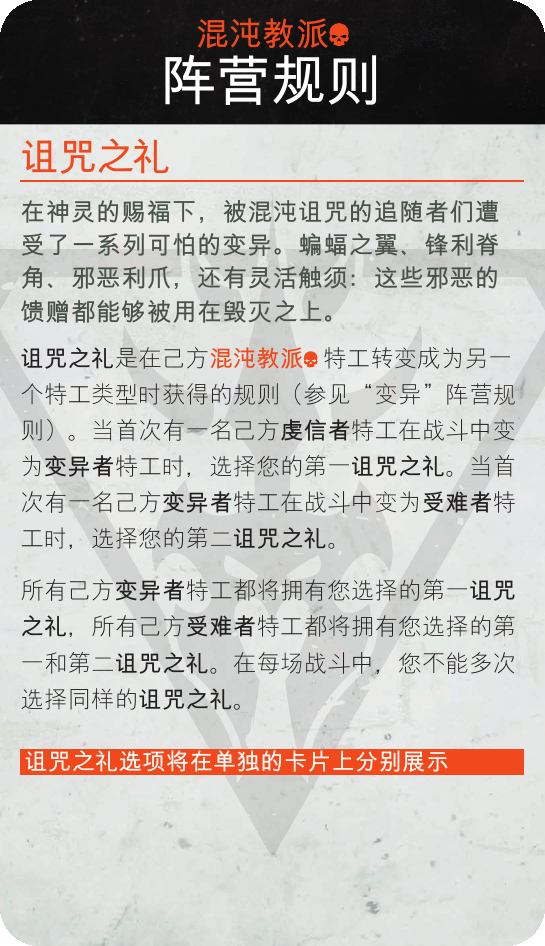 混沌教派
阵营规则
诅咒之礼
在神灵的赐福下，被混沌诅咒的追随者们遭
受了一系列可怕的变异。蝙蝠之翼、锋利脊
角、邪恶利爪，还有灵活触须：这些邪恶的
馈赠都能够被用在毁灭之上。
诅咒之礼是在己方混沌教派特工转变成为另一
个特工类型时获得的规则（参见“变异”阵营规
则）。当首次有一名己方虔信者特工在战斗中变
为变异者特工时，选择您的第一诅咒之礼。当首
次有一名己方变异者特工在战斗中变为受难者特
工时，选择您的第二诅咒之礼。
所有己方变异者特工都将拥有您选择的第一诅咒
之礼，所有己方受难者特工都将拥有您选择的第
一和第二诅咒之礼。在每场战斗中，您不能多次
选择同样的诅咒之礼。
诅咒之礼选项将在单独的卡片上分别展示